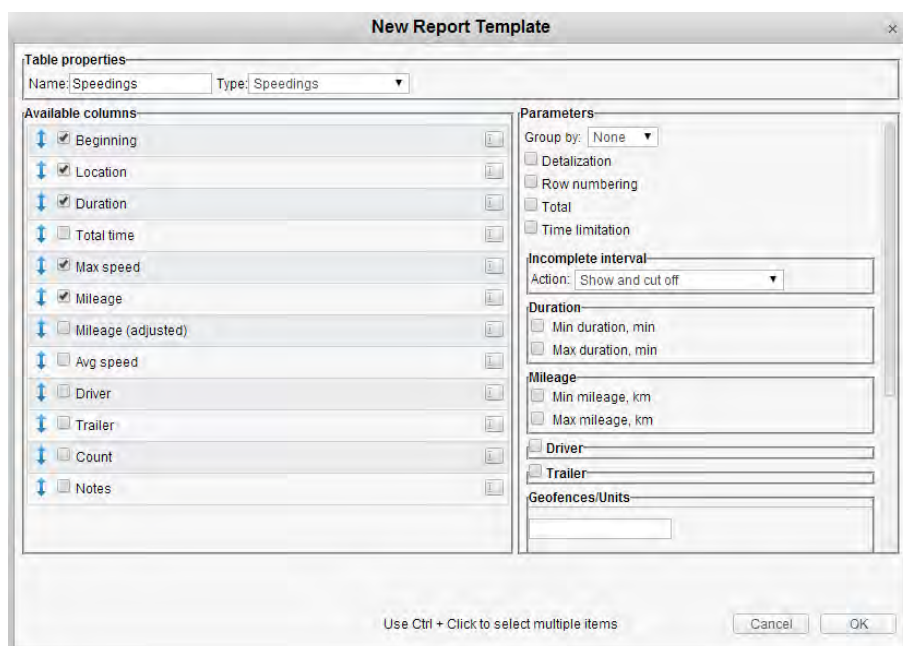 New Report Template
Table properties
Name: Speedings Type: Speedings
Available columns
Beginning
Location
Duration
Total time
Max speed
Mileage
Mileage (adjusted)
Avg speed
Driver
Trailer
Count
Notes
Parameters
Group by: None
Detalization
Row numbering
Total
Time limitation
Incomplete interval
Action: Show and cut off
Duration
Min duration, min
Max duration, min
Mileage
Min mileage, km
Max mileage, km
Driver
Trailer
Geofences/Units
Use Ctrl + Click to select multiple items
Cancel OK